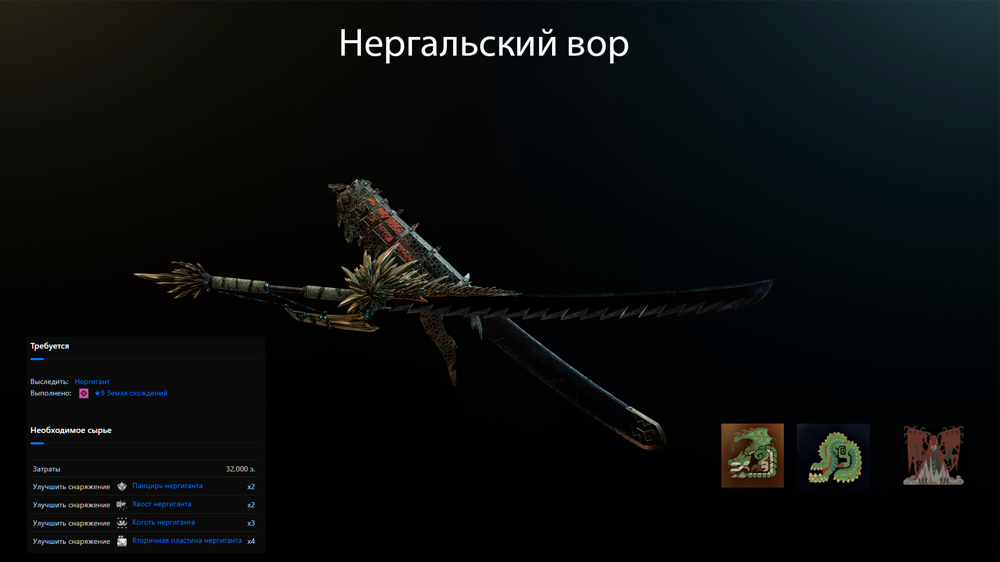 Нергальский вор
Требуется
Выследить: Нергигант
Выполнено: ★9 Земля схождений
Необходимое сырье
Затраты 32,000 з.
Улучшить снаряжение Панцирь нергиганта x2
Улучшить снаряжение Хвост нергиганта x2
Улучшить снаряжение Коготь нергиганта x3
Улучшить снаряжение Вторичная пластина нергиганта x4